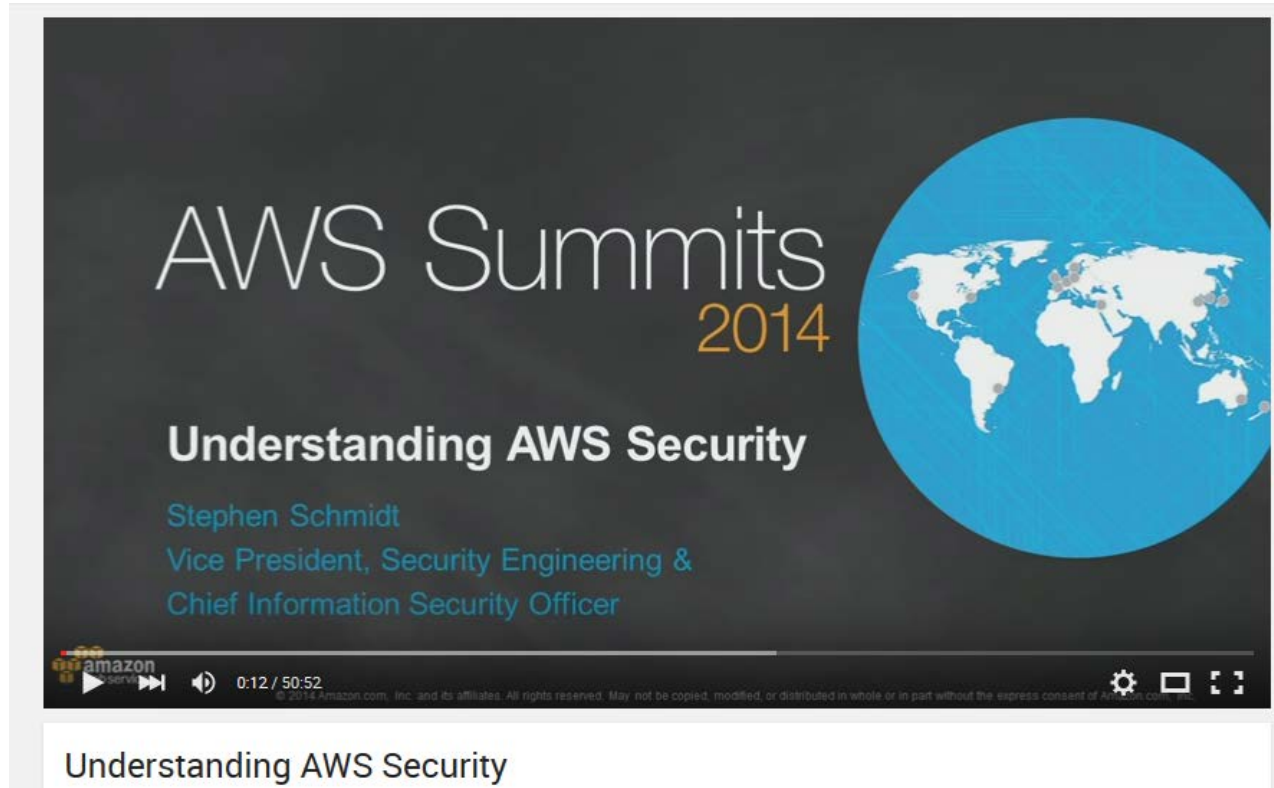 AWS Summits
2014
Understanding AWS Security
Stephen Schmidt
Vice President, Security Engineering &
Chief Information Security Officer
amazon
0:12 / 50:52
© 2014 Amazon.com, Inc. and its affiliates. All rights reserved. May not be copied, modified, or distributed in whole or in part without the express consent of Amazon.com, Inc.
Understanding AWS Security